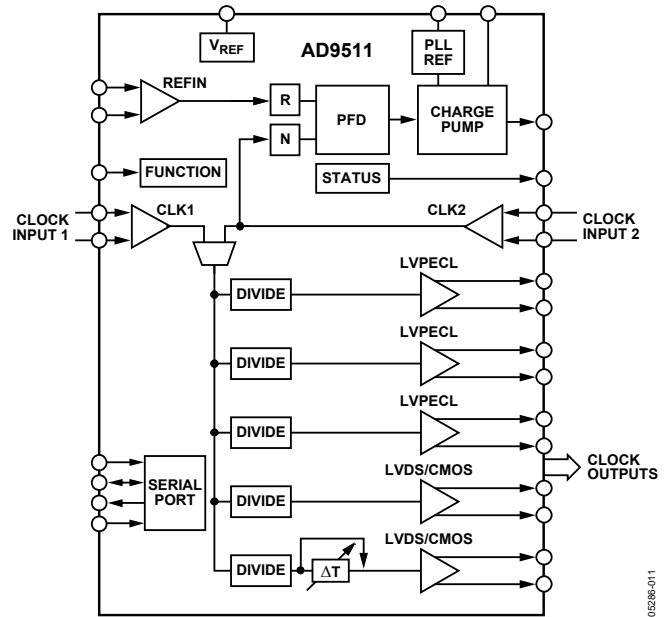 VREF
AD9511
PLL
REF
REFIN
R
PFD
CHARGE
PUMP
N
FUNCTION
STATUS
CLOCK
INPUT 1
CLK1
CLK2
CLOCK
INPUT 2
LVPECL
DIVIDE
LVPECL
DIVIDE
LVPECL
DIVIDE
CLOCK
OUTPUTS
SERIAL
PORT
LVDS/CMOS
DIVIDE
LVDS/CMOS
DIVIDE
ΔT
05286-011